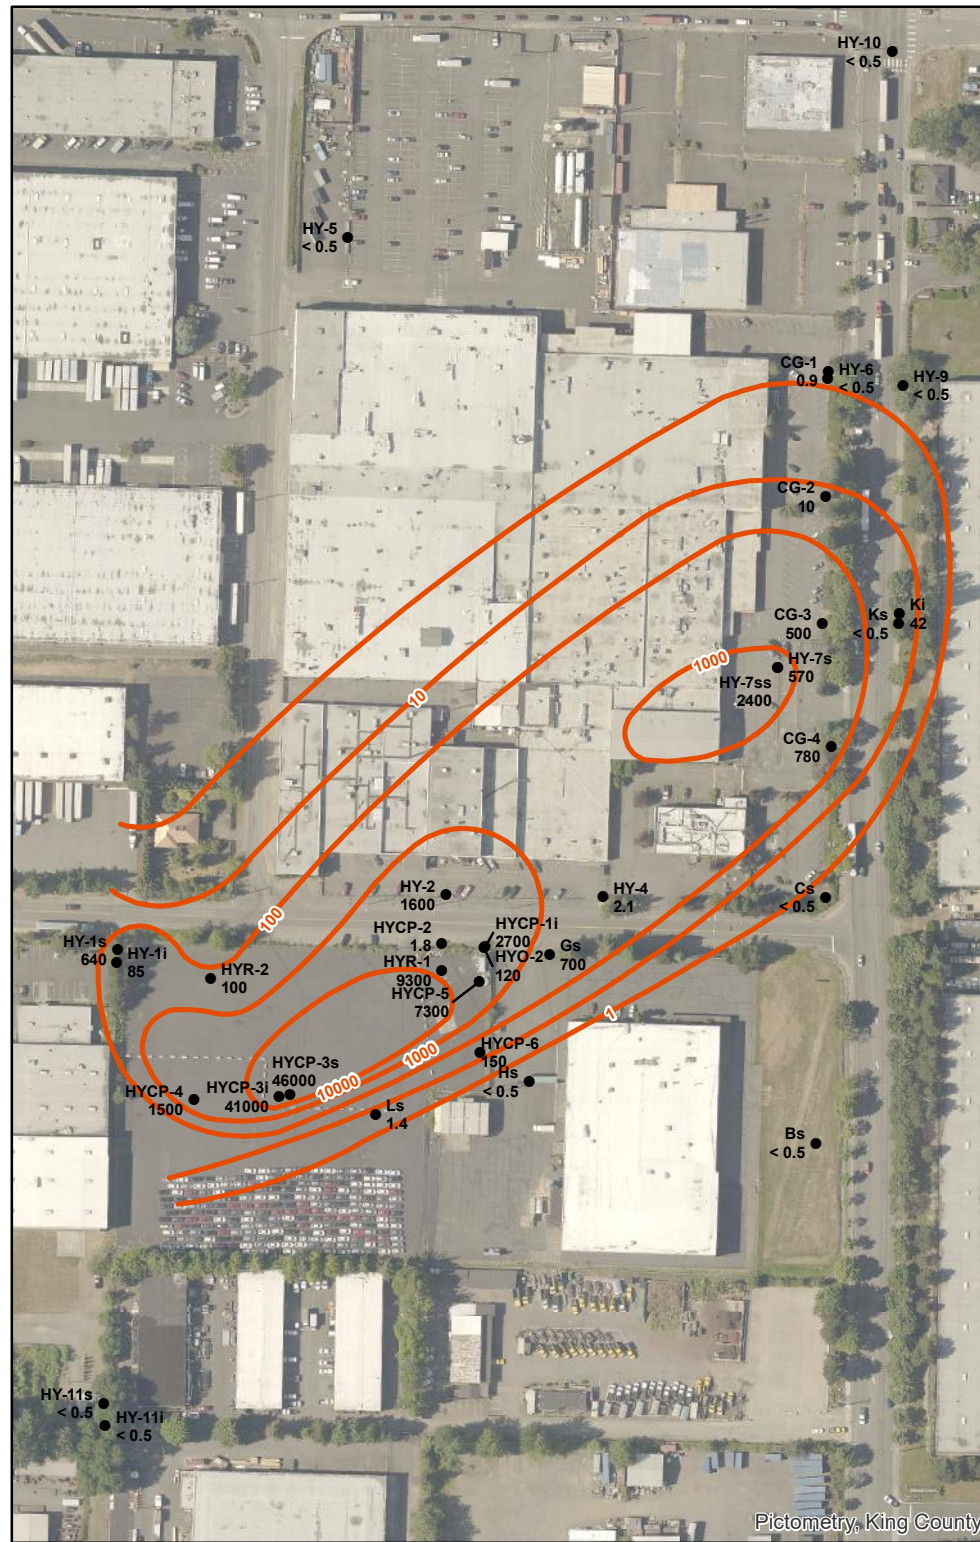 HY-10
< 0.5
HY-5
< 0.5
CG-1
0.9
HY-6
< 0.5
HY-9
< 0.5
CG-2
10
CG-3
500
Ks
< 0.5
Ki
42
1000
HY-7s
570
HY-7ss
2400
10
CG-4
780
HY-2
1600
HY-4
2.1
Cs
< 0.5
100
HYCP-2
1.8
HYCP-1i
2700
HYO-2
120
Gs
700
HY-1s
640
HY-1i
85
HYR-2
100
HYR-1
9300
HYCP-5
7300
1
1000
HYCP-6
150
10000
HYCP-3s
46000
HYCP-3i
41000
HYCP-4
1500
Hs
< 0.5
Ls
1.4
Bs
< 0.5
HY-11s
< 0.5
HY-11i
< 0.5
Pictometry, King County